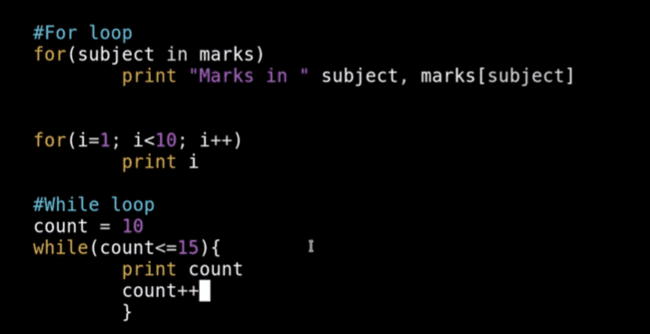 #For loop
for(subject in marks)
        print "Marks in " subject, marks[subject]
for(i=1; i<10; i++)
        print i
#While loop
count = 10
while(count<=15){
        print count
        count++
        }